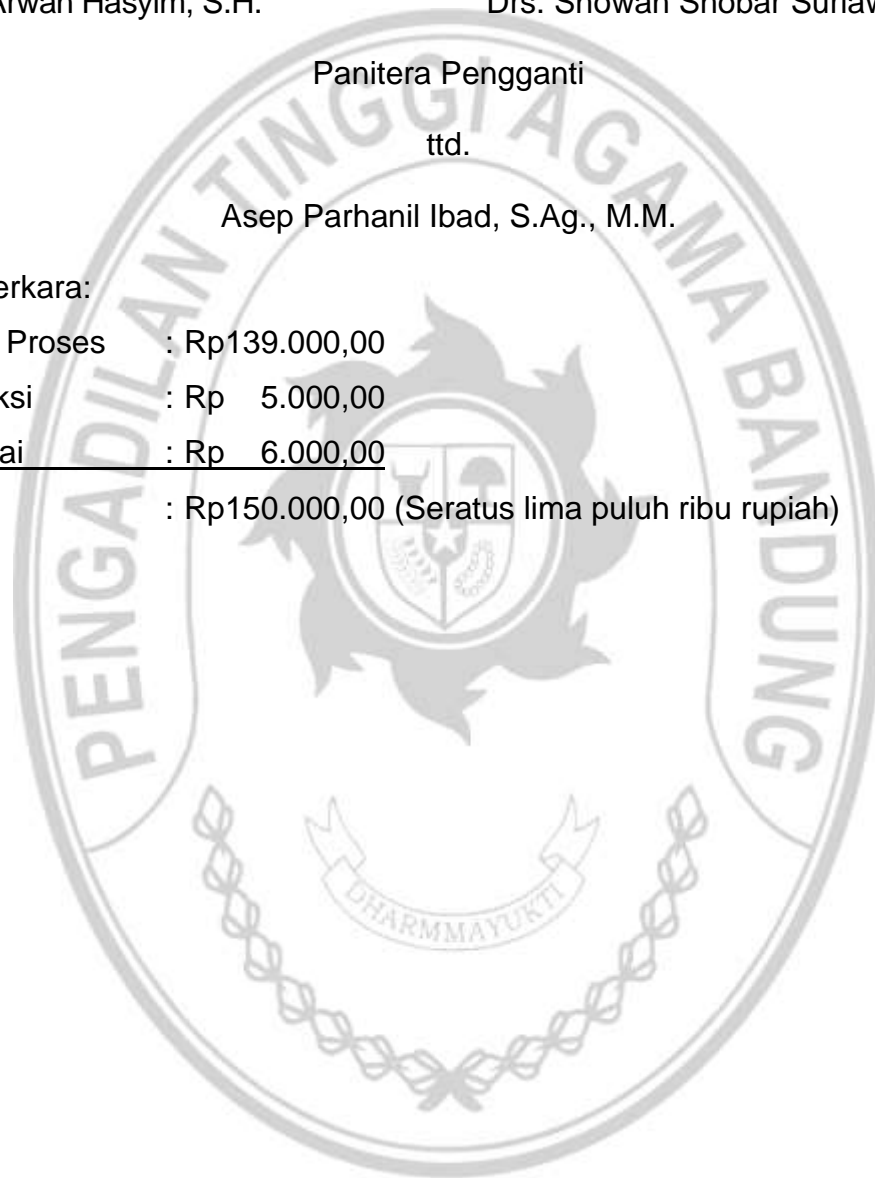 Hasyim, S.H. Drs. Showan Shobar
Panitera Pengganti
ttd.
Asep Parhanil Ibad, S.Ag., M.M.
erkara:
Proses : Rp139.000,00
ksi : Rp 5.000,00
ai : Rp 6.000,00
: Rp150.000,00 (Seratus lima puluh ribu rupiah)
PENGADILAN TINGGI AGAMA BANDUNG
DHARMMAYUKTI